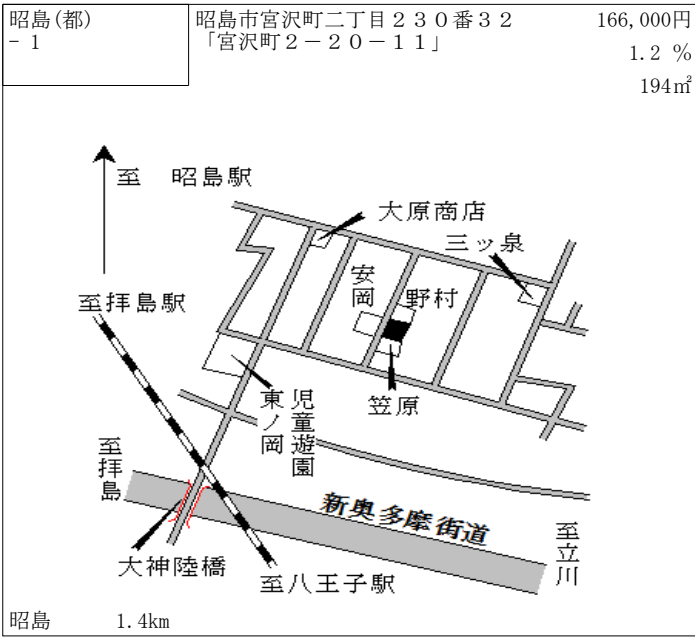 昭島(都)
- 1
昭島市宮沢町二丁目２３０番３２
「宮沢町２－２０－１１」
166,000円
1.2 %
194㎡
至 昭島駅
大原商店
三ッ泉
安岡
野村
至拝島駅
笠原
児童遊園
東ノ岡
至拝島
新奥多摩街道
至立川
大神陸橋
至八王子駅
昭島 1.4km